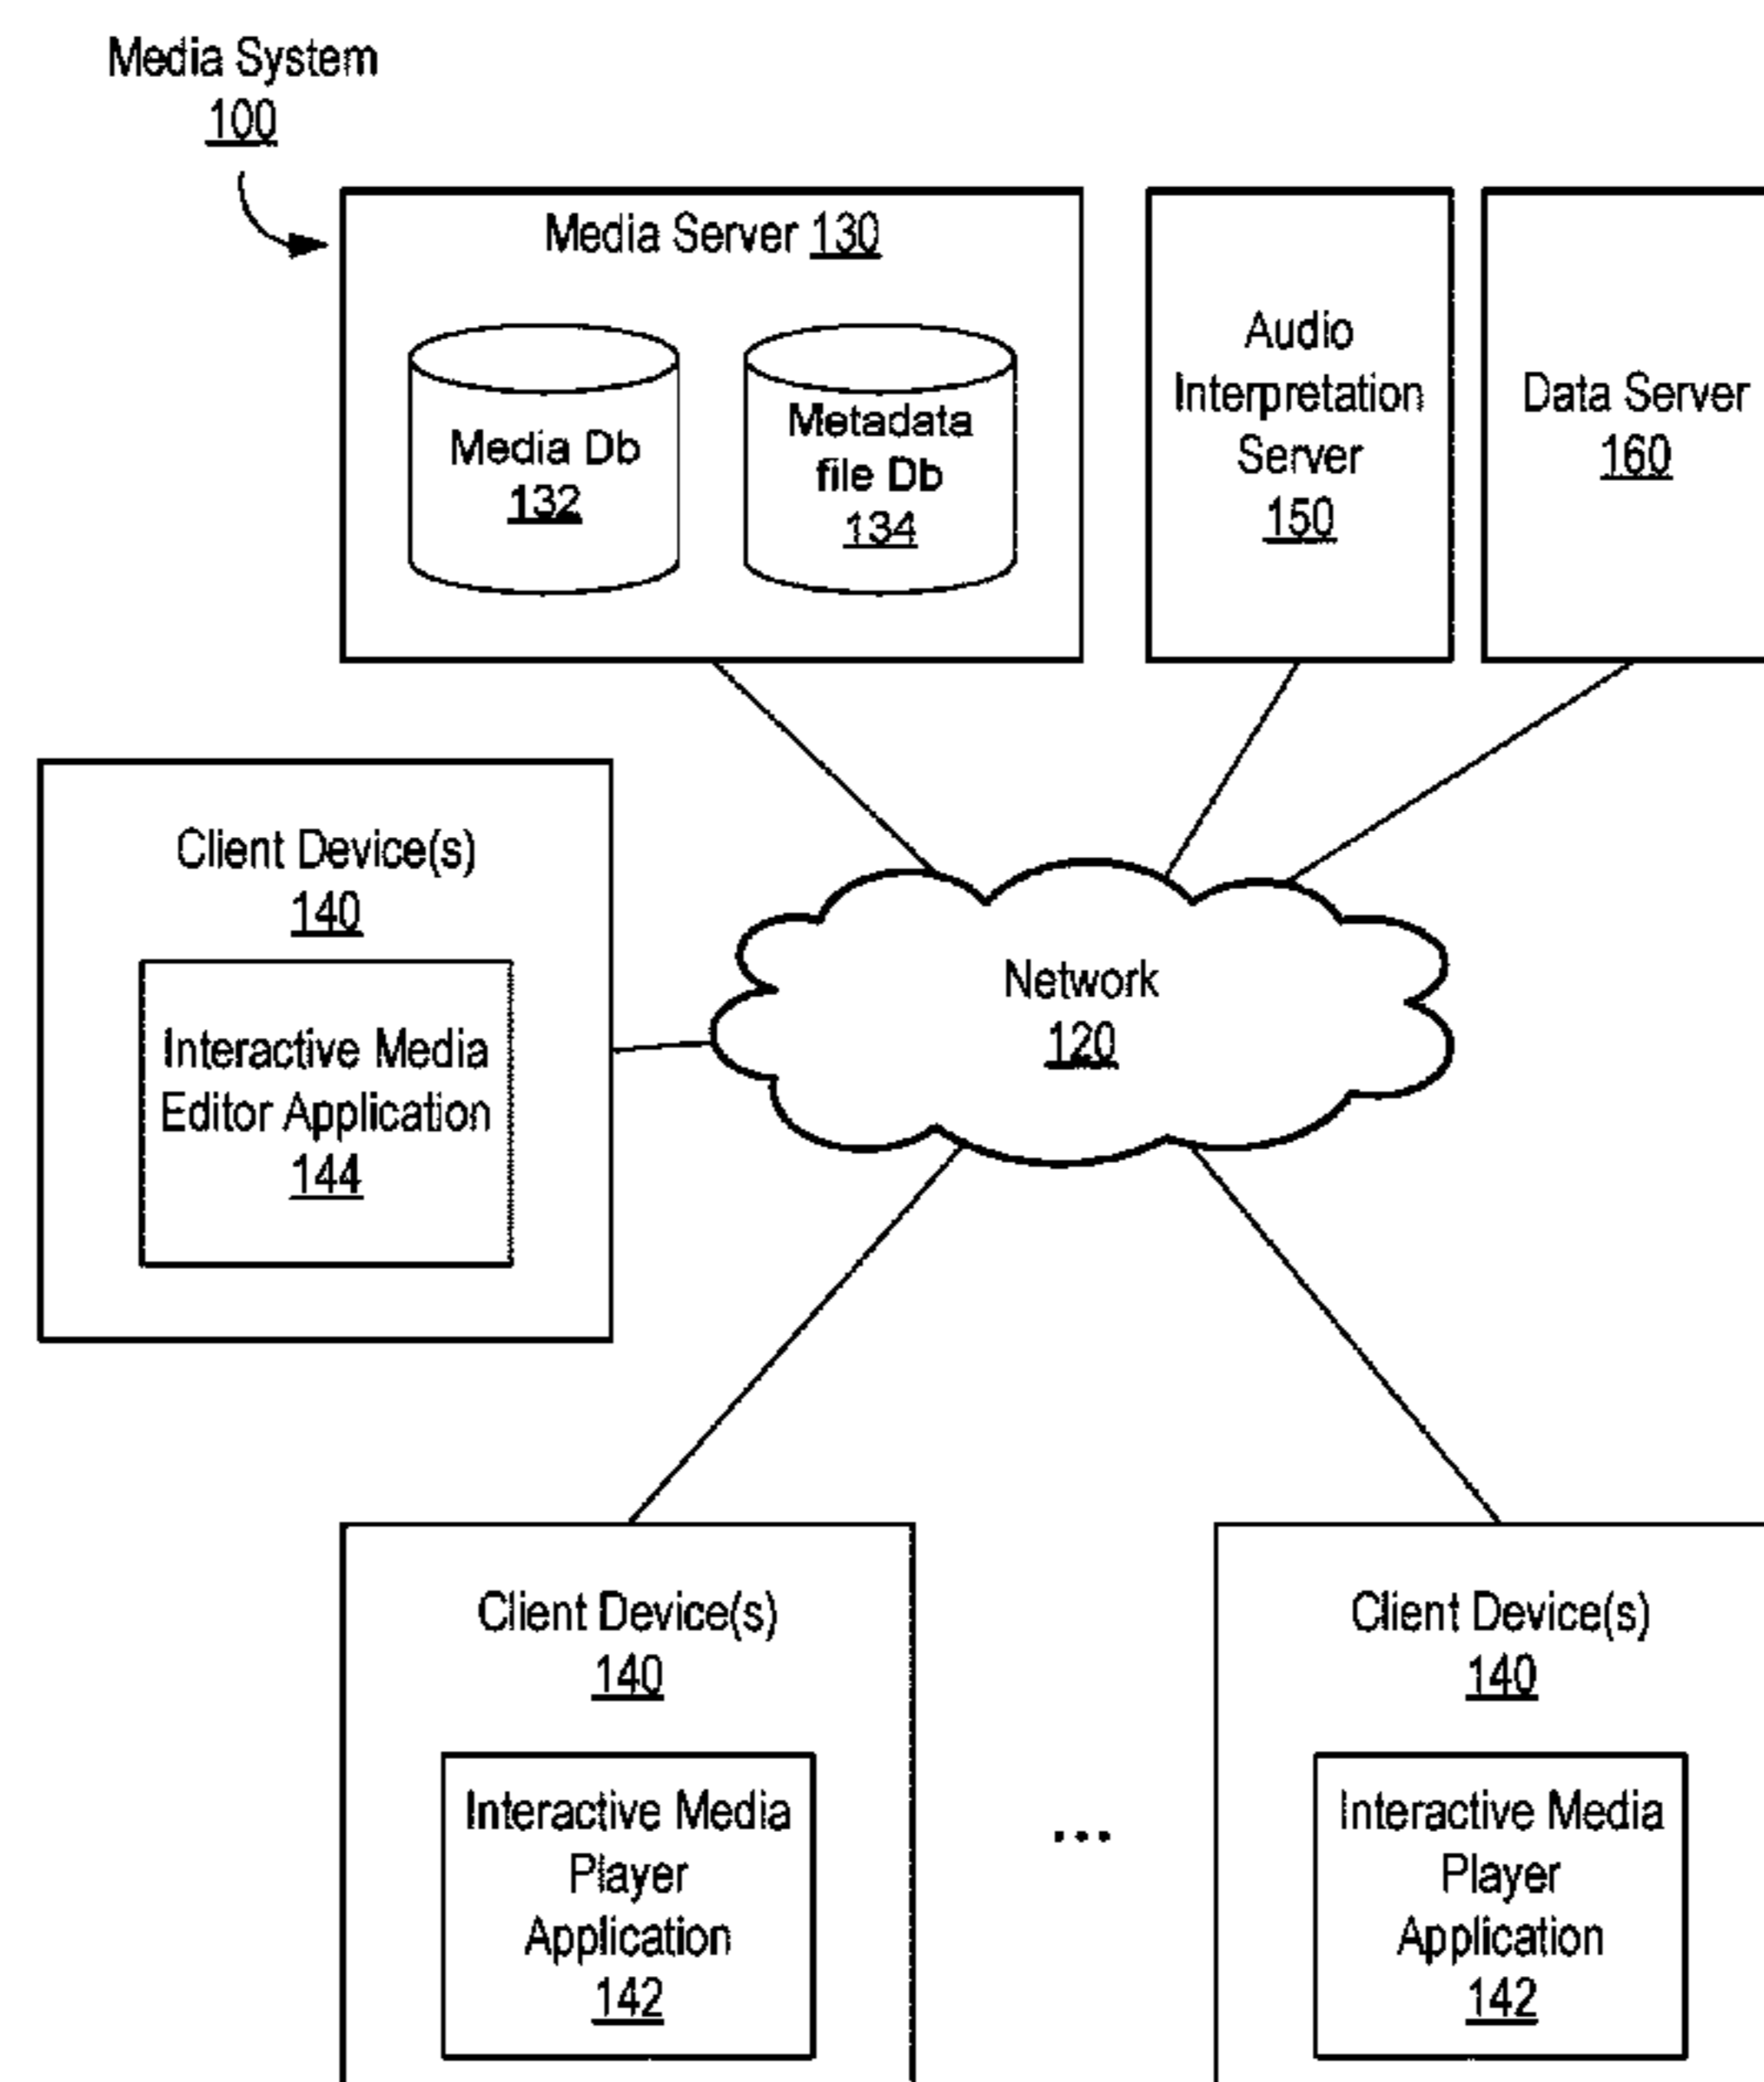 Media System
100
Media Server 130
Media Db
132
Metadata
file Db
134
Audio
Interpretation
Server
150
Data Server
160
Client Device(s)
140
Interactive Media
Editor Application
144
Network
120
Client Device(s)
140
Interactive Media
Player
Application
142
...
Client Device(s)
140
Interactive Media
Player
Application
142